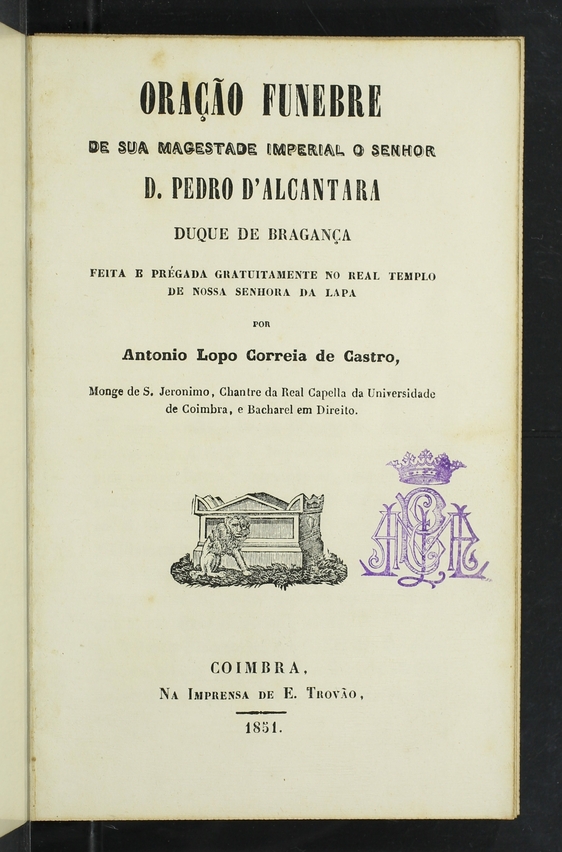 ORAÇÃO FUNEBRE
DE SUA MAGESTADE IMPERIAL O SENHOR
D. PEDRO D'ALCANTARA
DUQUE DE BRAGANÇA
FEITA E PRÉGADA GRATUITAMENTE NO REAL TEMPLO
DE NOSSA SENHORA DA LAPA
POR
Antonio Lopo Correia de Castro,
Monge de S. Jeronimo, Chantre da Real Capella da Universidade
de Coimbra, e Bacharel em Direito.
COIMBRA,
NA IMPRENSA DE E. TROVÃO,
1851.